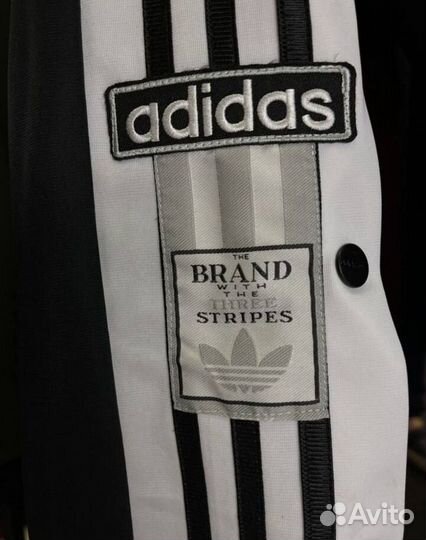 adidas
THE
BRAND
WITH
THE
THREE
STRIPES
Avito